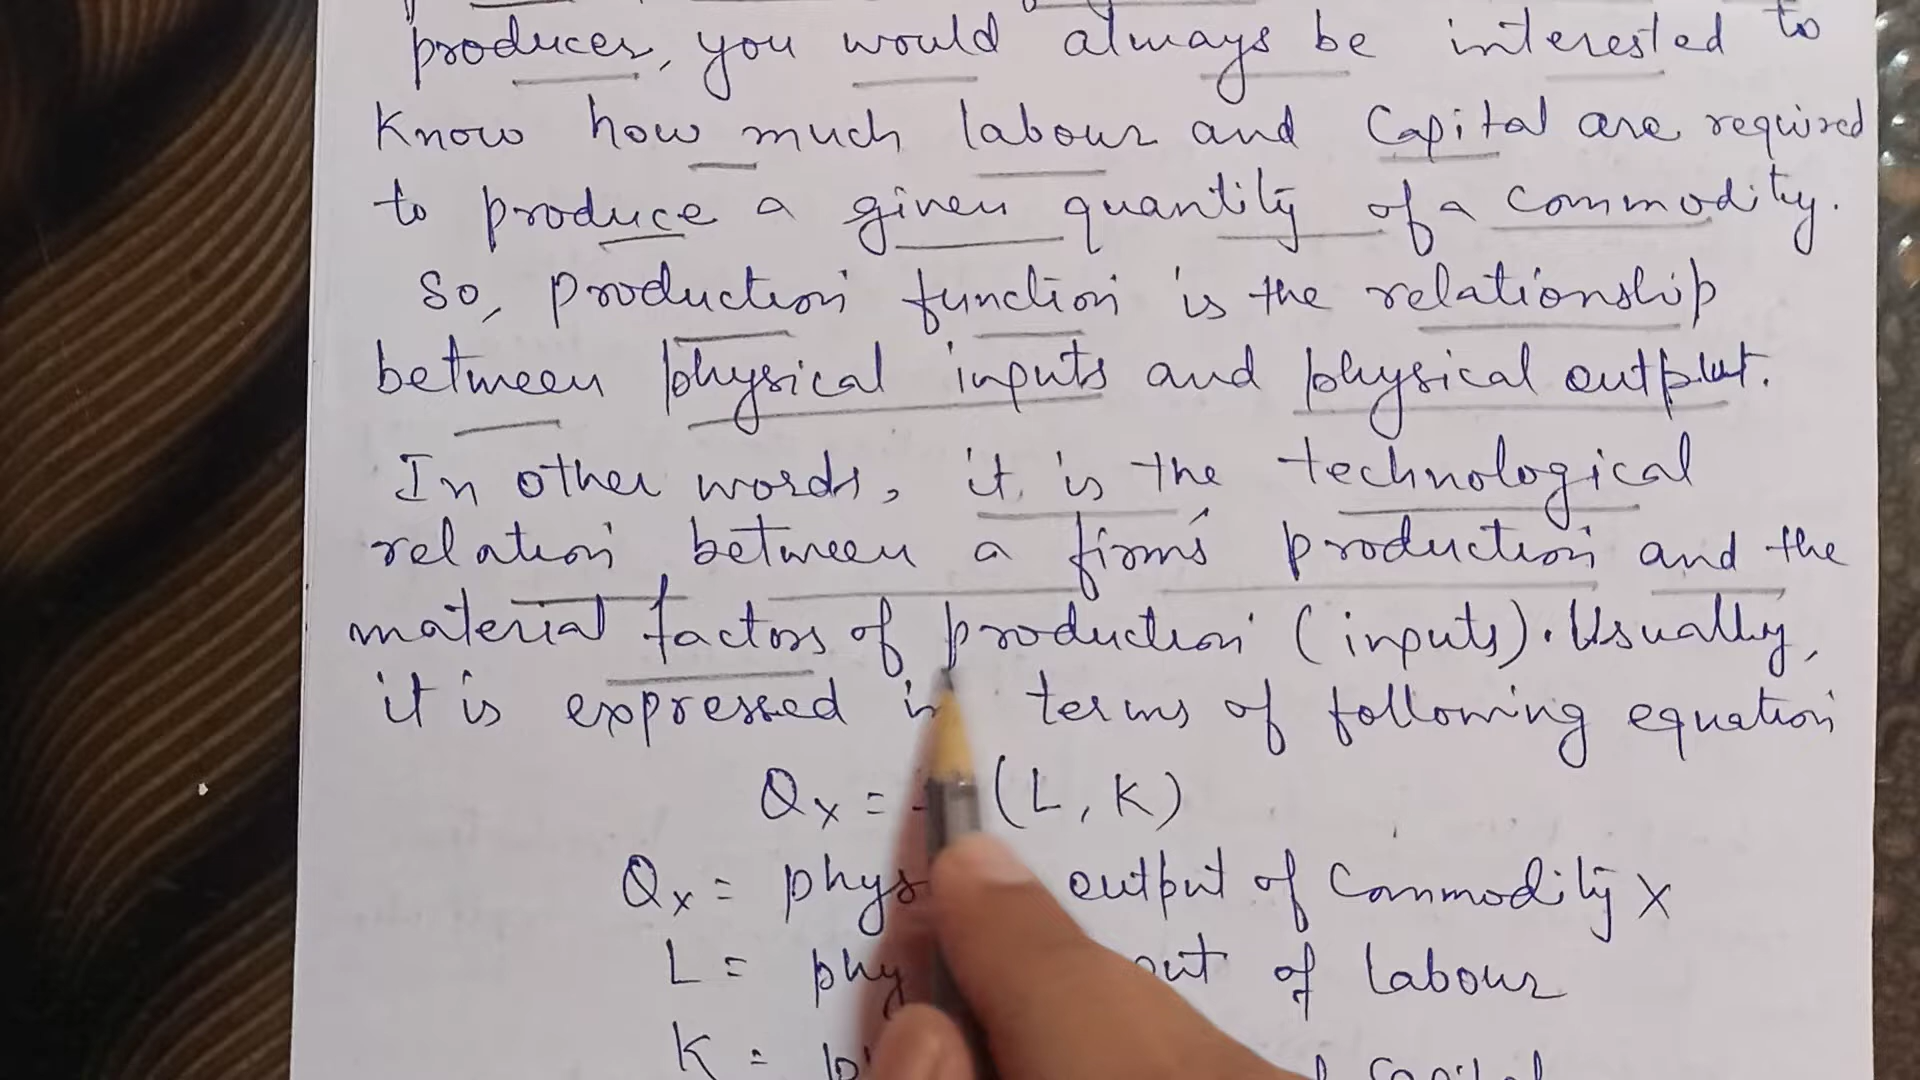 producer, you would always be interested to
Know how much labour and Capital are required
to produce a given quantity of a commodity.
So, production function is the relationship
between physical inputs and physical output.
In other words, it is the technological
relation between a firm's production and the
material factors of production (inputs). Usually,
it is expressed in terms of following equation
Qx = (L, K)
Qx = output of Commodity X
L = of labour
K = Capital